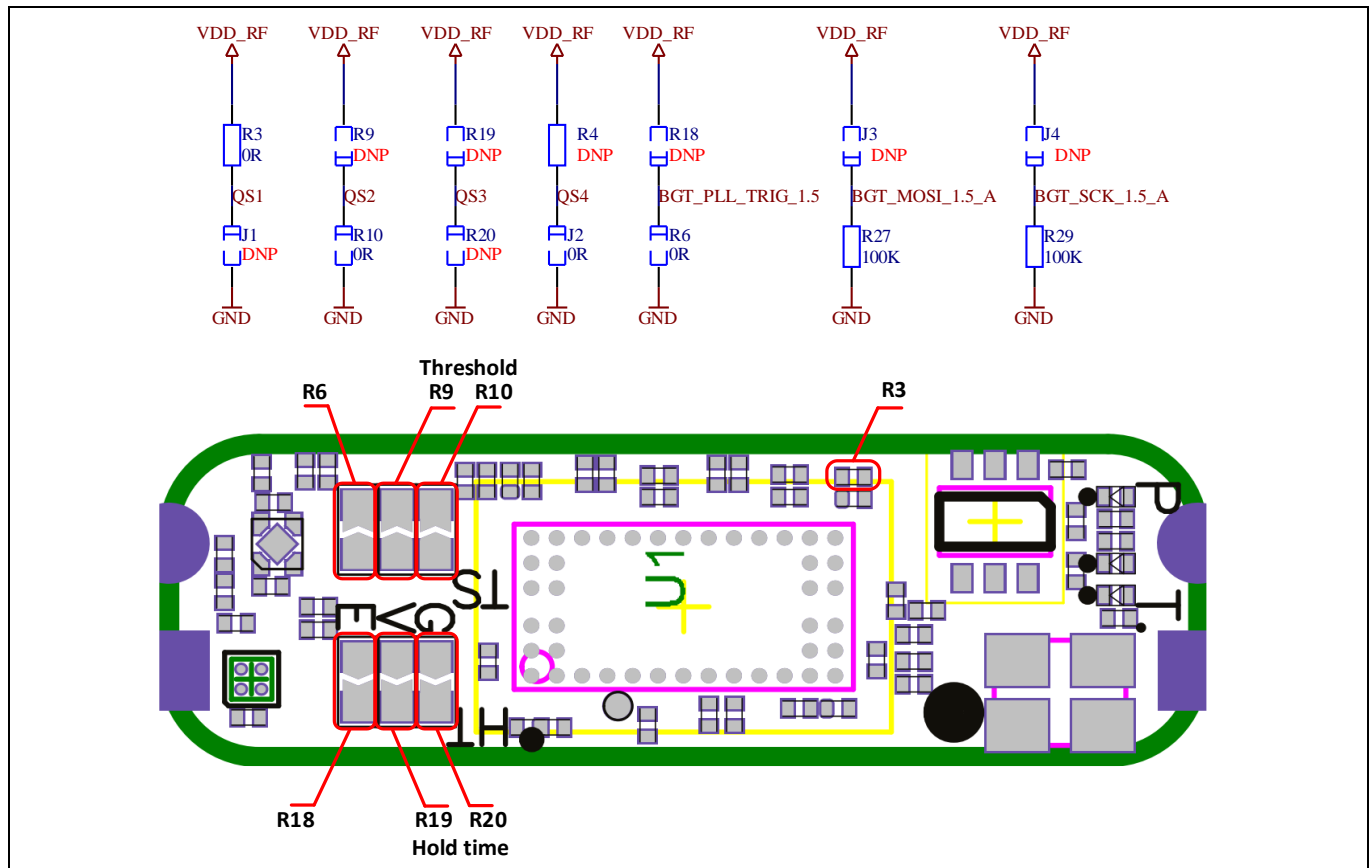 VDD_RF VDD_RF VDD_RF VDD_RF VDD_RF VDD_RF VDD_RF
R3 R9 R19 R4 R18 J3 J4
0R DNP DNP DNP DNP DNP DNP
QS1 QS2 QS3 QS4 BGT_PLL_TRIG_1.5 BGT_MOSI_1.5_A BGT_SCK_1.5_A
J1 R10 R20 J2 R6 R27 R29
DNP 0R DNP 0R 0R 100K 100K
GND GND GND GND GND GND GND
Threshold
R6 R9 R10 R3
P
U1
TS
T
E V G
HT
R18 R19 R20
Hold time